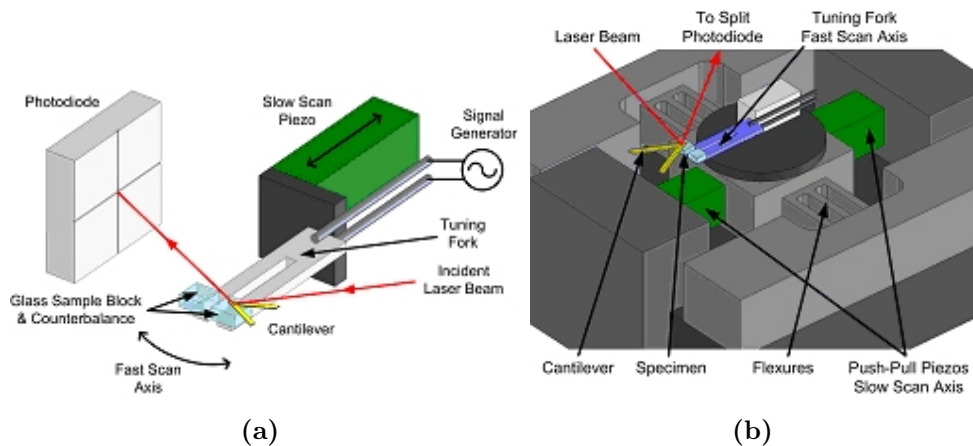 Photodiode
Slow Scan
Piezo
Signal
Generator
Tuning
Fork
Incident
Laser Beam
Glass Sample Block
& Counterbalance
Cantilever
Fast Scan
Axis
(a)
Laser Beam
To Split
Photodiode
Tuning Fork
Fast Scan Axis
Cantilever
Specimen
Flexures
Push-Pull Piezos
Slow Scan Axis
(b)